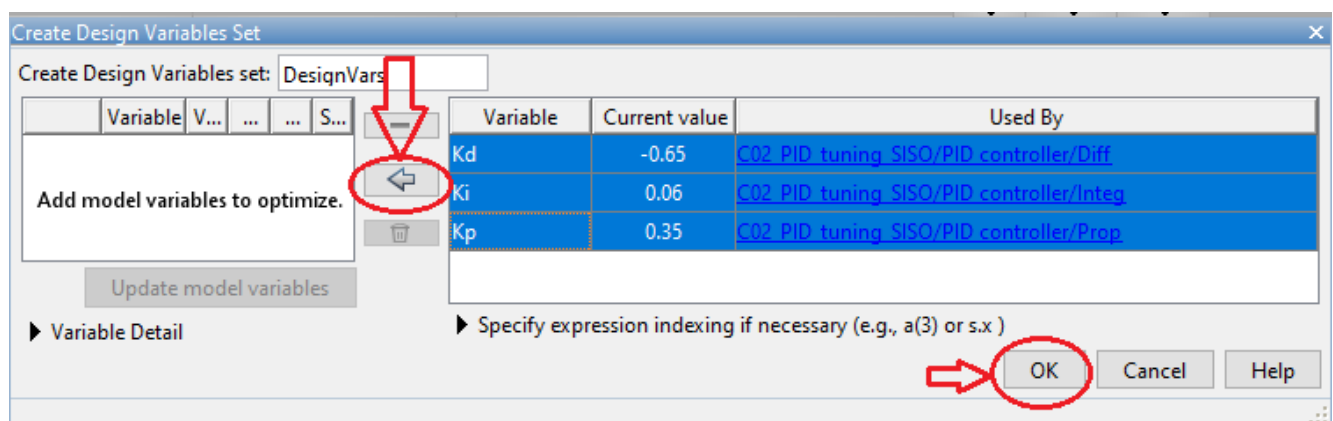 Create Design Variables Set
Create Design Variables set: DesignVars
Variable V... ... ... S...
Add model variables to optimize.
Update model variables
Variable Detail
Variable Current value Used By
Kd -0.65 C02_PID_tuning_SISO/PID controller/Diff
Ki 0.06 C02_PID_tuning_SISO/PID controller/Integ
Kp 0.35 C02_PID_tuning_SISO/PID controller/Prop
Specify expression indexing if necessary (e.g., a(3) or s.x )
OK Cancel Help